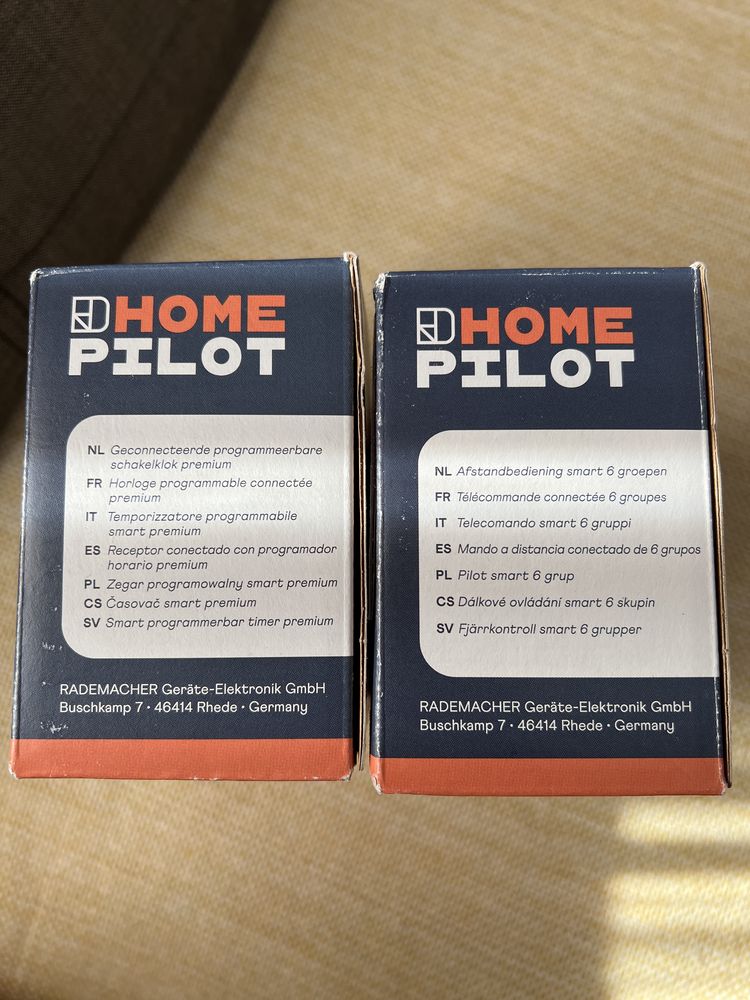 HOME
PILOT
NL Geconnecteerde programmeerbare
schakelklok premium
FR Horloge programmable connectée
premium
IT Temporizzatore programmabile
smart premium
ES Receptor conectado con programador
horario premium
PL Zegar programowalny smart premium
CS Časovač smart premium
SV Smart programmerbar timer premium
RADEMACHER Geräte-Elektronik GmbH
Buschkamp 7 · 46414 Rhede · Germany
HOME
PILOT
NL Afstandbediening smart 6 groepen
FR Télécommande connectée 6 groupes
IT Telecomando smart 6 gruppi
ES Mando a distancia conectado de 6 grupos
PL Pilot smart 6 grup
CS Dálkové ovládání smart 6 skupin
SV Fjärrkontroll smart 6 grupper
RADEMACHER Geräte-Elektronik GmbH
Buschkamp 7 · 46414 Rhede · Germany